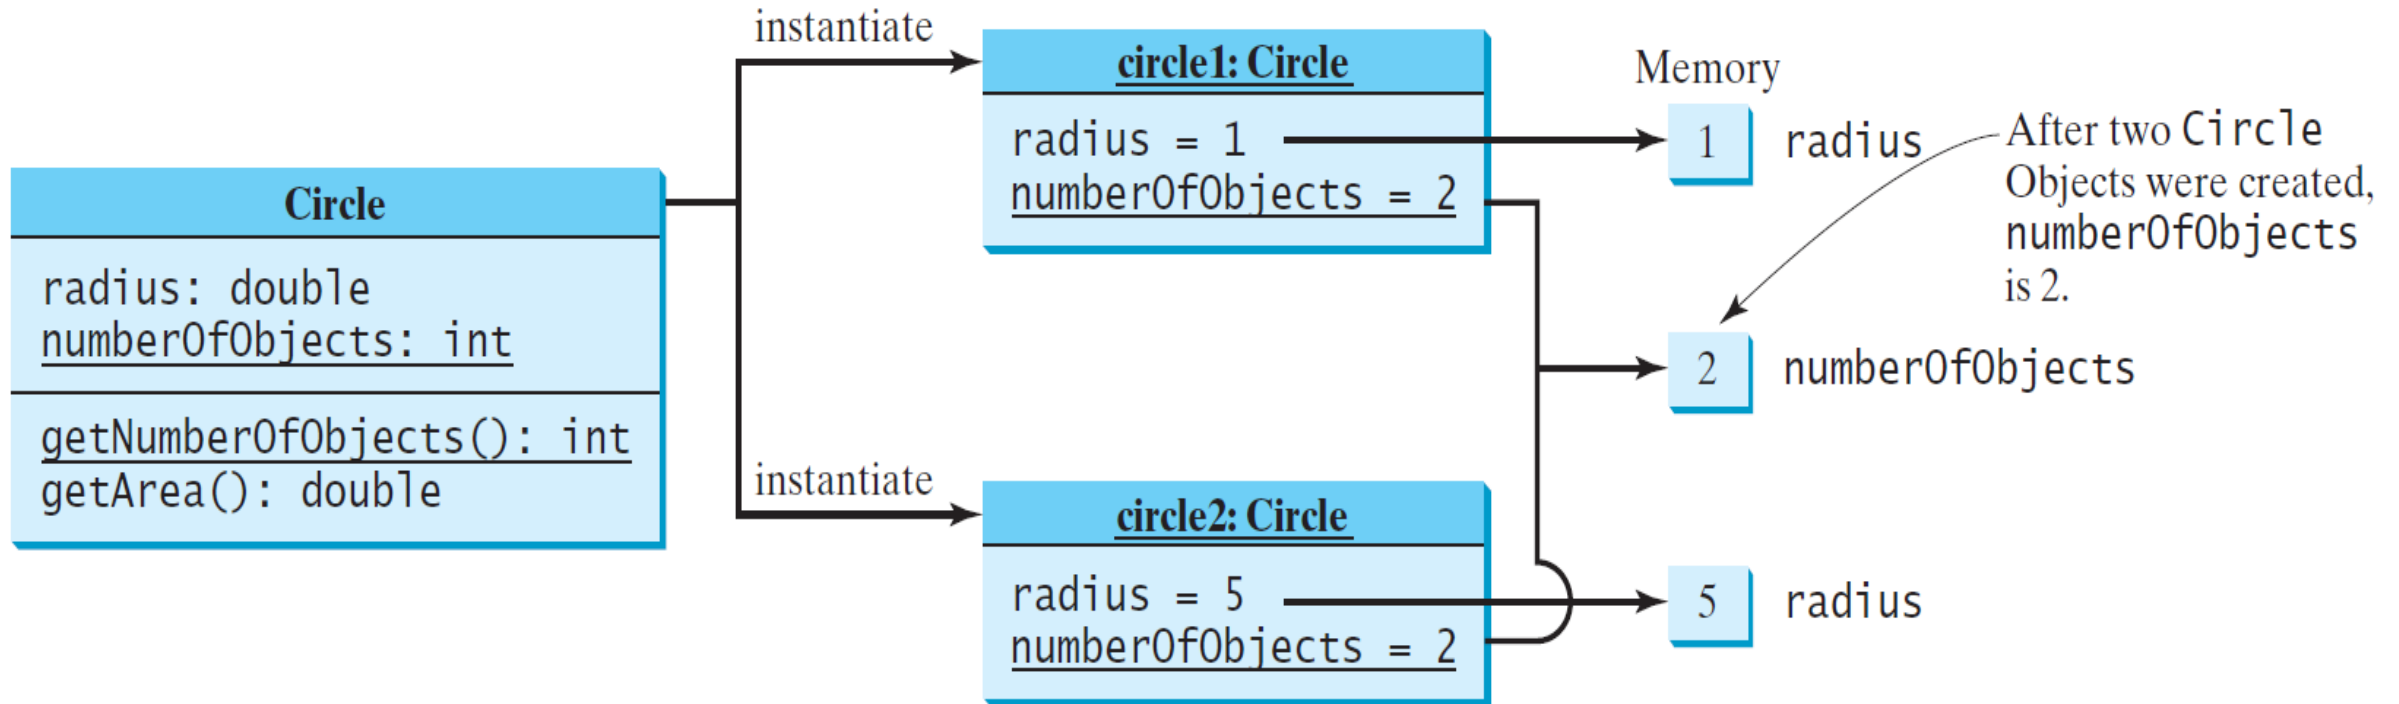 Circle
radius: double
numberOfObjects: int
getNumberOfObjects(): int
getArea(): double
instantiate
circle1: Circle
radius = 1
numberOfObjects = 2
instantiate
circle2: Circle
radius = 5
numberOfObjects = 2
Memory
1 radius
2 numberOfObjects
5 radius
After two Circle
Objects were created,
numberOfObjects
is 2.